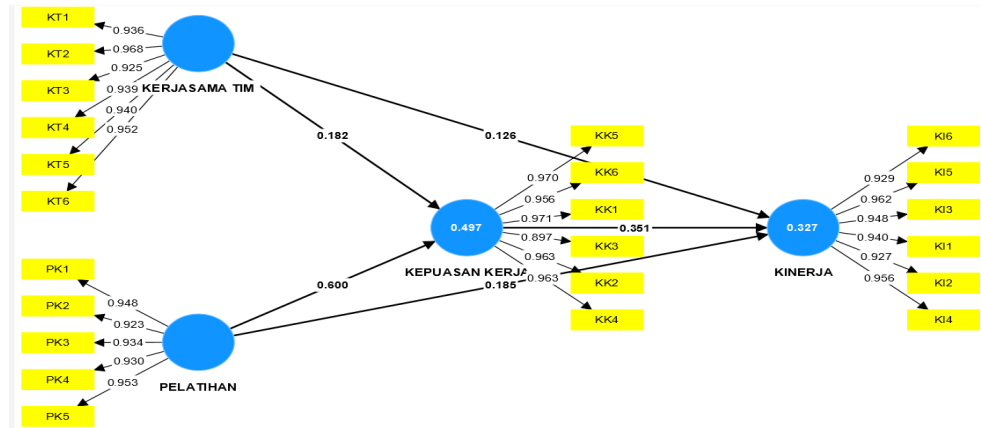 KT1
KT2
KT3
KT4
KT5
KT6
0.936
0.968
0.925
0.939
0.940
0.952
KERJASAMA TIM
0.182
0.126
PK1
PK2
PK3
PK4
PK5
0.948
0.923
0.934
0.930
0.953
PELATIHAN
0.600
0.185
0.497
KEPUASAN KERJA
0.970
0.956
0.971
0.897
0.963
0.963
KK5
KK6
KK1
KK3
KK2
KK4
0.351
0.327
KINERJA
0.929
0.962
0.948
0.940
0.927
0.956
KI6
KI5
KI3
KI1
KI2
KI4